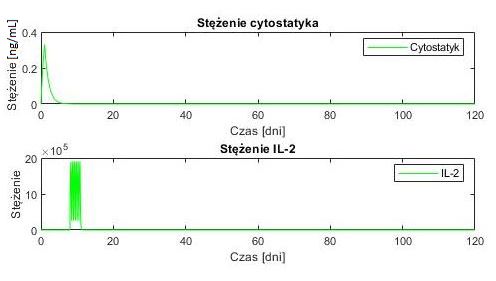 Stężenie cytostatyka
Stężenie [ng/mL]
0.4
0.2
0
Cytostatyk
0 20 40 60 80 100 120
Czas [dni]
Stężenie IL-2
×10⁵
Stężenie
20
10
0
IL-2
0 20 40 60 80 100 120
Czas [dni]